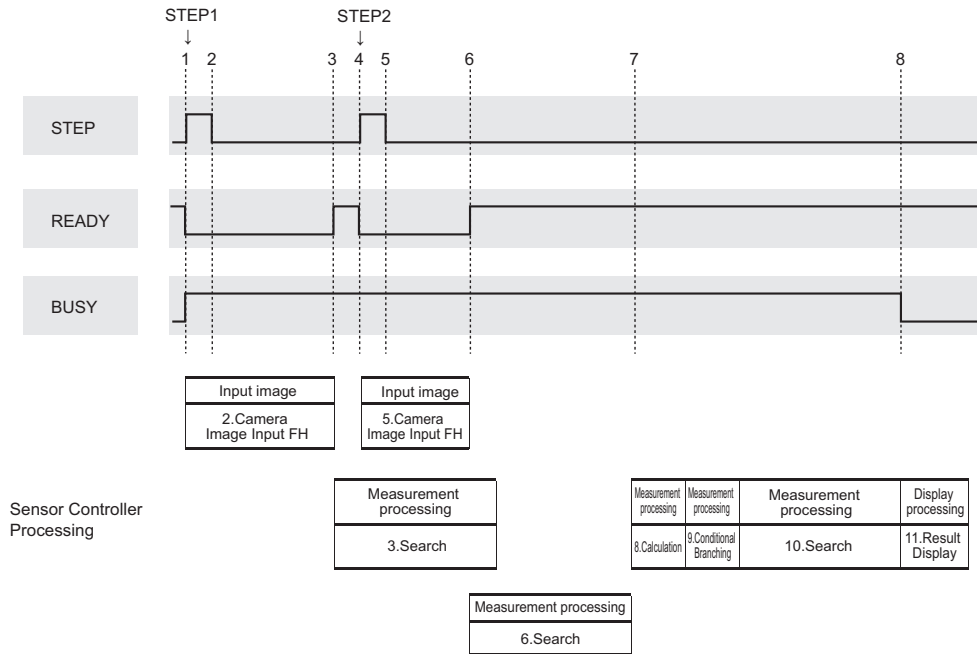 STEP1 STEP2
↓ ↓
1 2 3 4 5 6 7 8
STEP
READY
BUSY
Input image
2.Camera
Image Input FH
Input image
5.Camera
Image Input FH
Sensor Controller
Processing
Measurement
processing
3.Search
Measurement
processing
8.Calculation
Measurement
processing
9.Conditional
Branching
Measurement
processing
10.Search
Display
processing
11.Result
Display
Measurement processing
6.Search